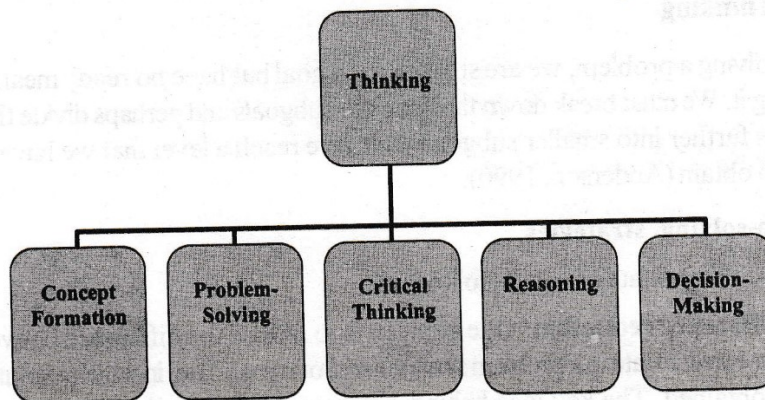 Thinking
Concept
Formation
Problem-
Solving
Critical
Thinking
Reasoning
Decision-
Making